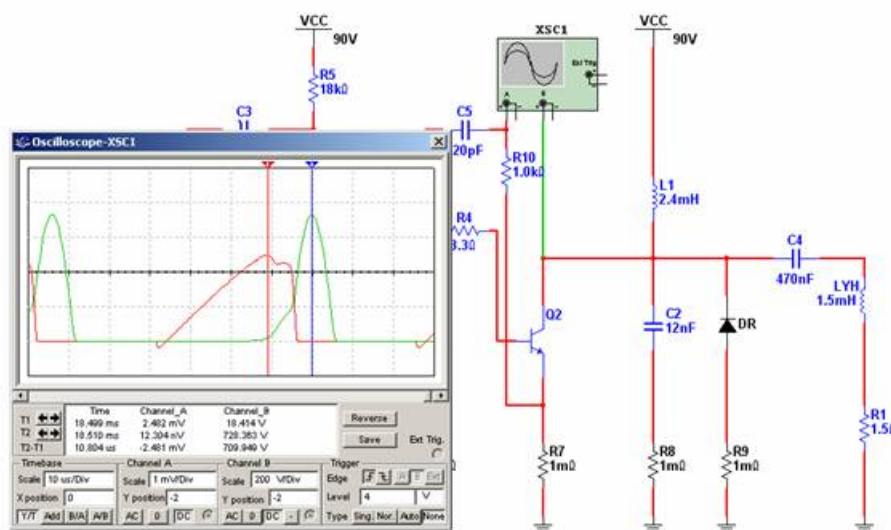 VCC
90V
R5
18kΩ
C3
XSC1
A
B
Ext Trig
VCC
90V
C5
20pF
R10
1.0kΩ
R4
3.3Ω
L1
2.4mH
C4
470nF
LYH
1.5mH
Q2
C2
12nF
DR
R1
R7
1mΩ
R8
1mΩ
R9
1mΩ
Oscilloscope-XSC1
Time Channel_A Channel_B
T1 18.499 ms 2.482 mV 18.414 V
T2 18.510 ms 12.304 nV 728.363 V
T2-T1 10.804 us -2.481 mV 709.949 V
Reverse
Save
Ext Trig.
Timebase
Scale 10 us/Div
X position 0
Y/T Add B/A A/B
Channel A
Scale 1 mV/Div
Y position -2
AC 0 DC
Channel B
Scale 200 V/Div
Y position -2
AC 0 DC -
Trigger
Edge A B Ext
Level 4 V
Type Sing. Nor. Auto None